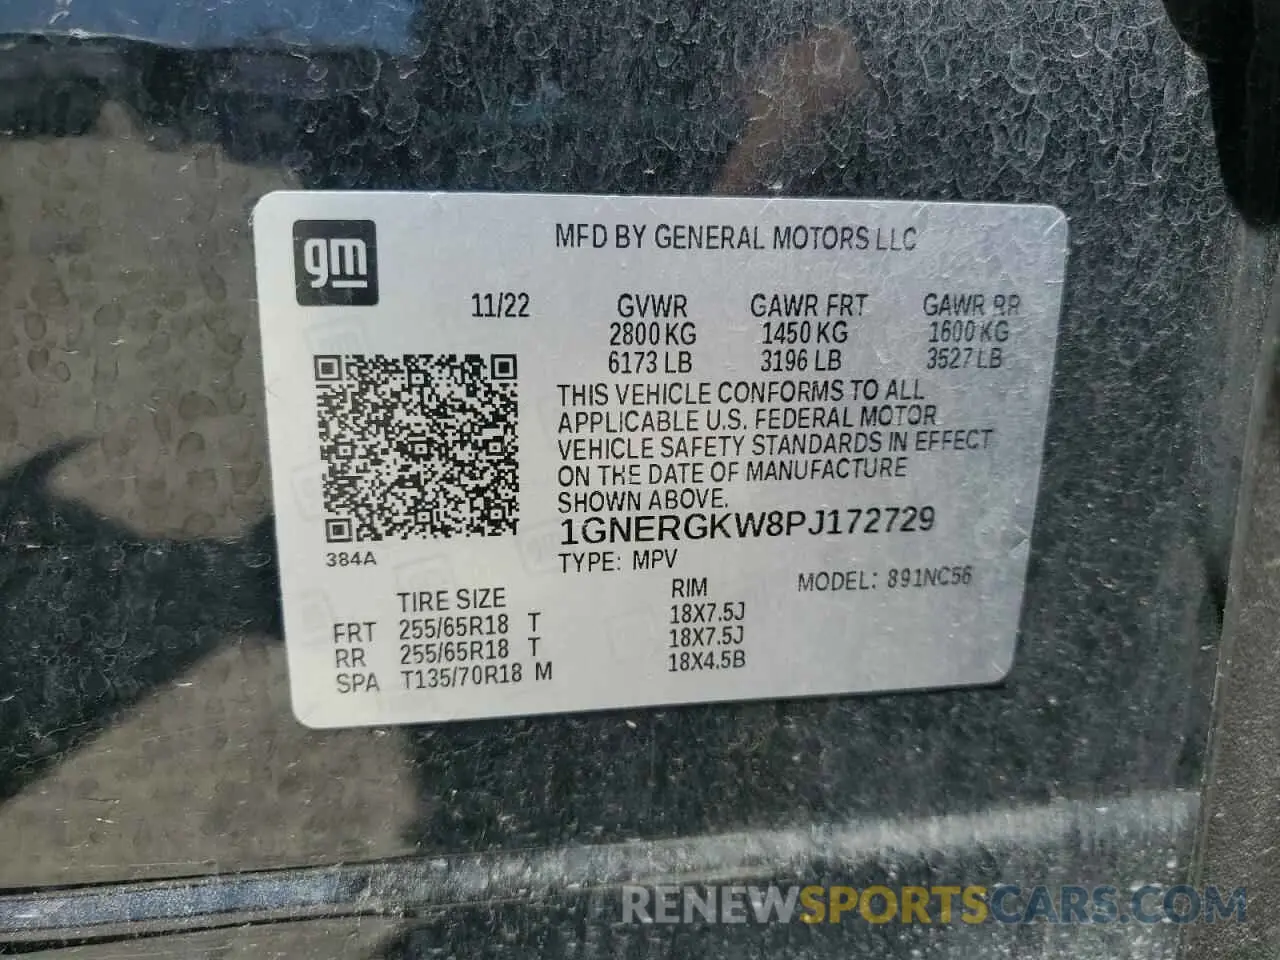 gm
MFD BY GENERAL MOTORS LLC
11/22 GVWR GAWR FRT GAWR RR
2800 KG 1450 KG 1600 KG
6173 LB 3196 LB 3527 LB
THIS VEHICLE CONFORMS TO ALL
APPLICABLE U.S. FEDERAL MOTOR
VEHICLE SAFETY STANDARDS IN EFFECT
ON THE DATE OF MANUFACTURE
SHOWN ABOVE.
1GNERGKW8PJ172729
384A
TYPE: MPV MODEL: 891NC56
TIRE SIZE RIM
FRT 255/65R18 T 18X7.5J
RR 255/65R18 T 18X7.5J
SPA T135/70R18 M 18X4.5B
RENEWSPORTSCARS.COM